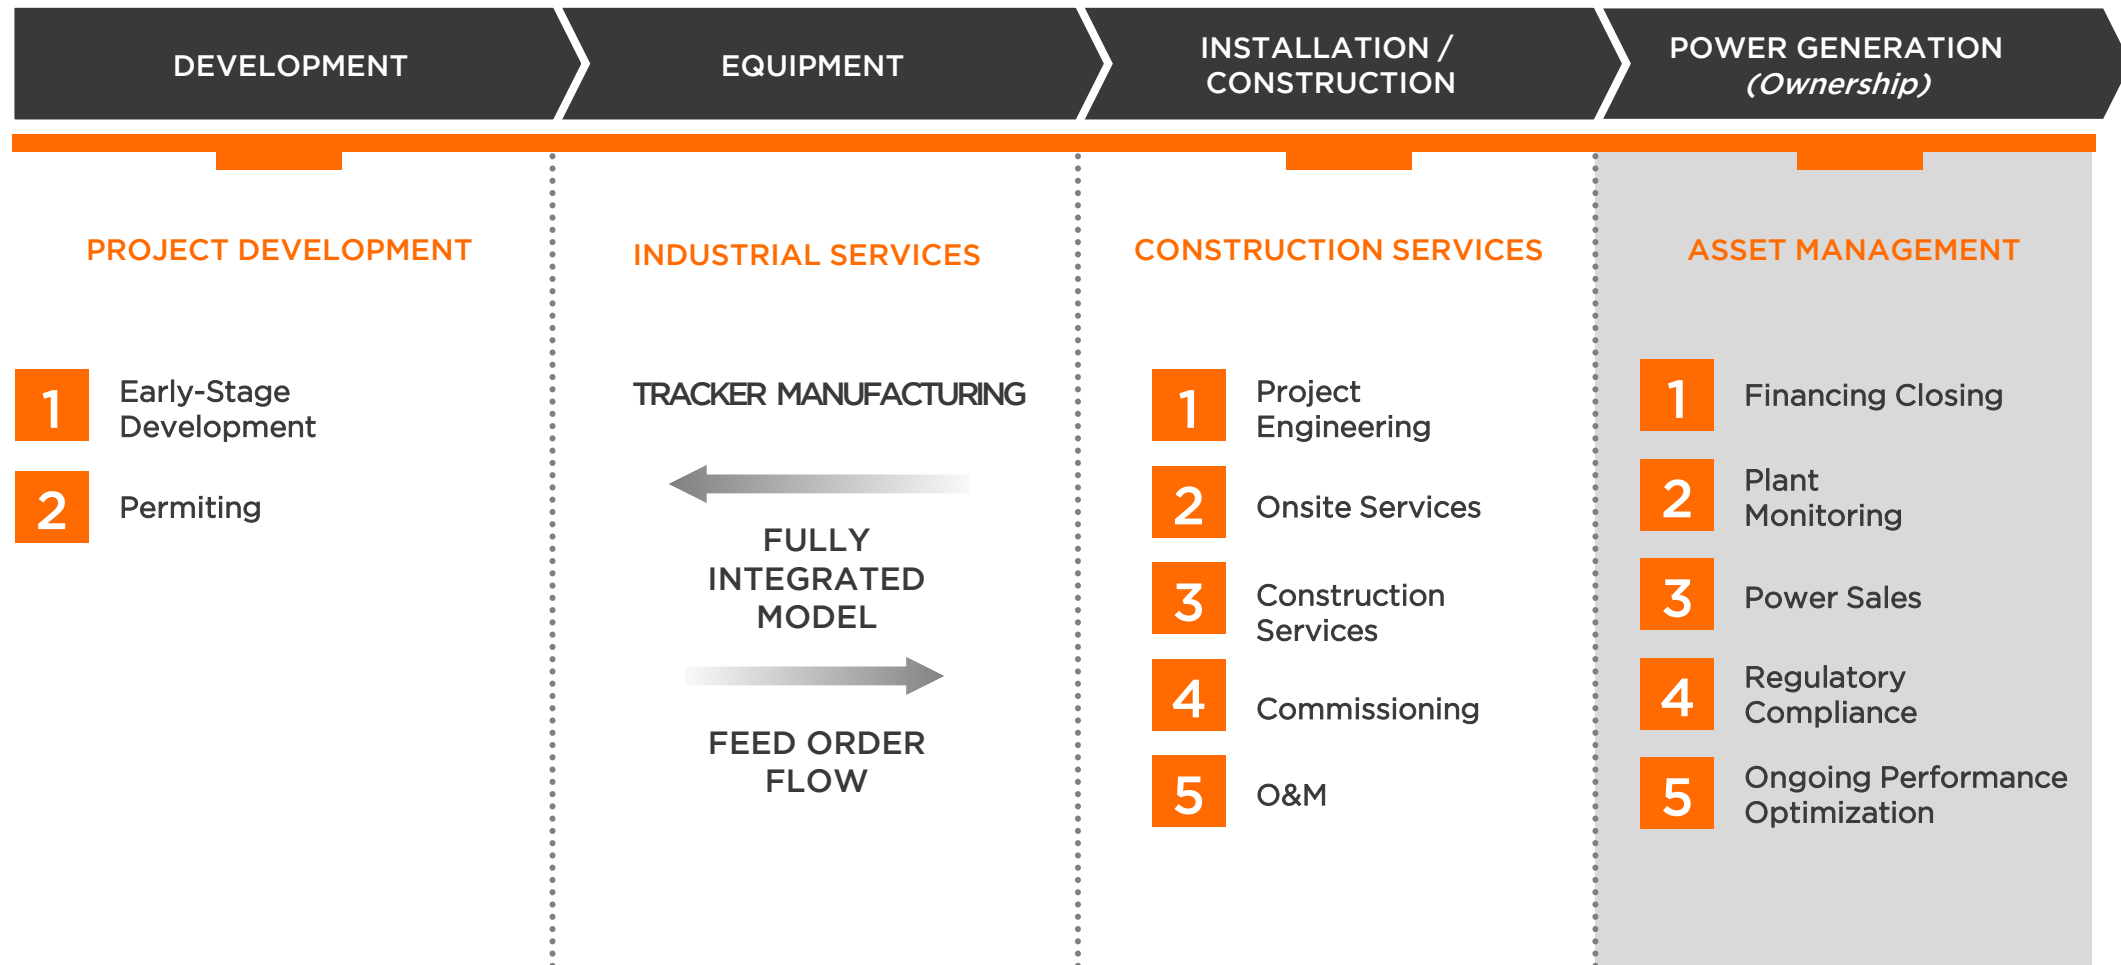 DEVELOPMENT
EQUIPMENT
INSTALLATION /
CONSTRUCTION
POWER GENERATION
(Ownership)
PROJECT DEVELOPMENT
1
Early-Stage
Development
2
Permiting
INDUSTRIAL SERVICES
TRACKER MANUFACTURING
FULLY
INTEGRATED
MODEL
FEED ORDER
FLOW
CONSTRUCTION SERVICES
1
Project
Engineering
2
Onsite Services
3
Construction
Services
4
Commissioning
5
O&M
ASSET MANAGEMENT
1
Financing Closing
2
Plant
Monitoring
3
Power Sales
4
Regulatory
Compliance
5
Ongoing Performance
Optimization